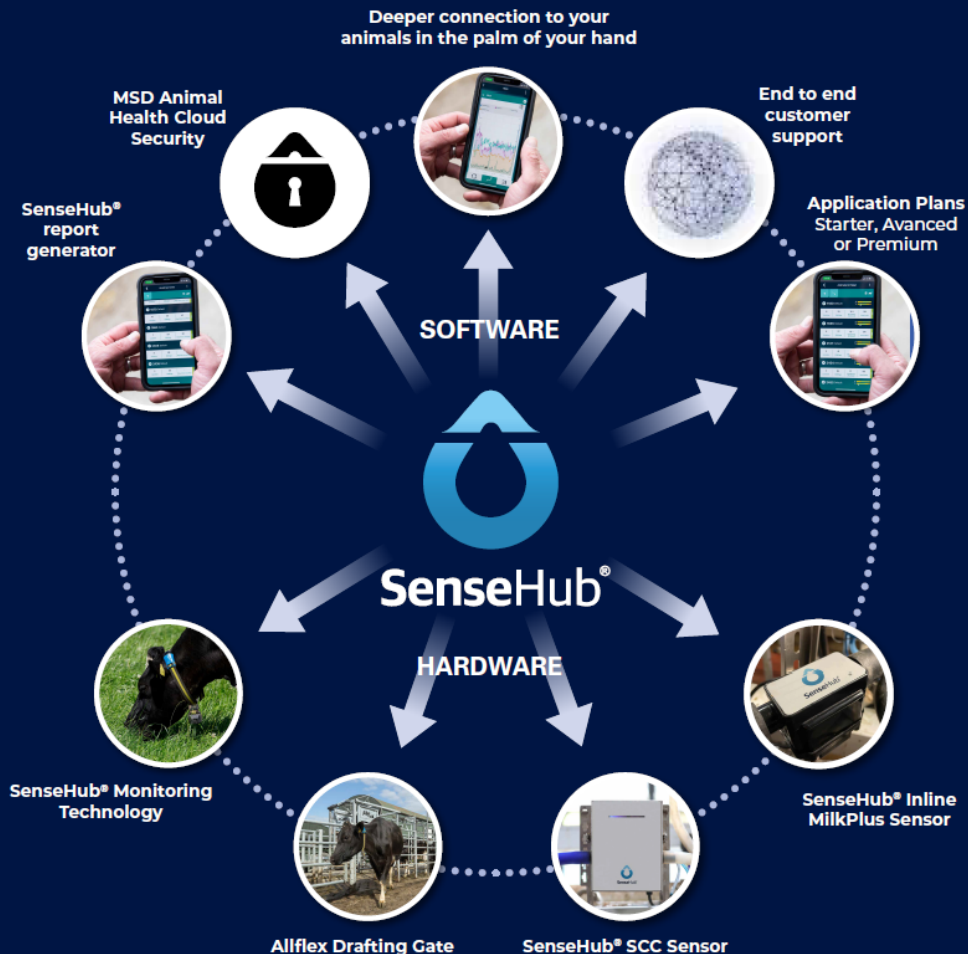 Deeper connection to your
animals in the palm of your hand
MSD Animal
Health Cloud
Security
End to end
customer
support
SenseHub®
report
generator
Application Plans
Starter, Avanced
or Premium
SOFTWARE
SenseHub®
HARDWARE
SenseHub
SenseHub® Monitoring
Technology
SenseHub® Inline
MilkPlus Sensor
SenseHub
Allflex Drafting Gate
SenseHub® SCC Sensor